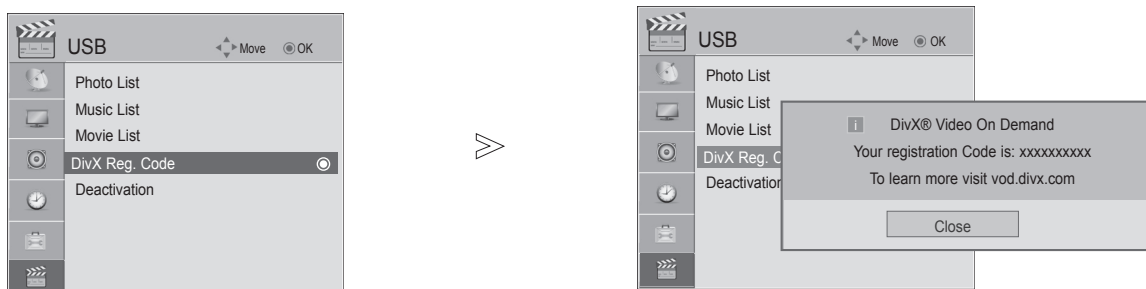 USB
Move OK
Photo List
Music List
Movie List
DivX Reg. Code
Deactivation
>
USB
Move OK
Photo List
Music List
Movie List
DivX Reg. C
Deactivation
i DivX® Video On Demand
Your registration Code is: xxxxxxxxxx
To learn more visit vod.divx.com
Close